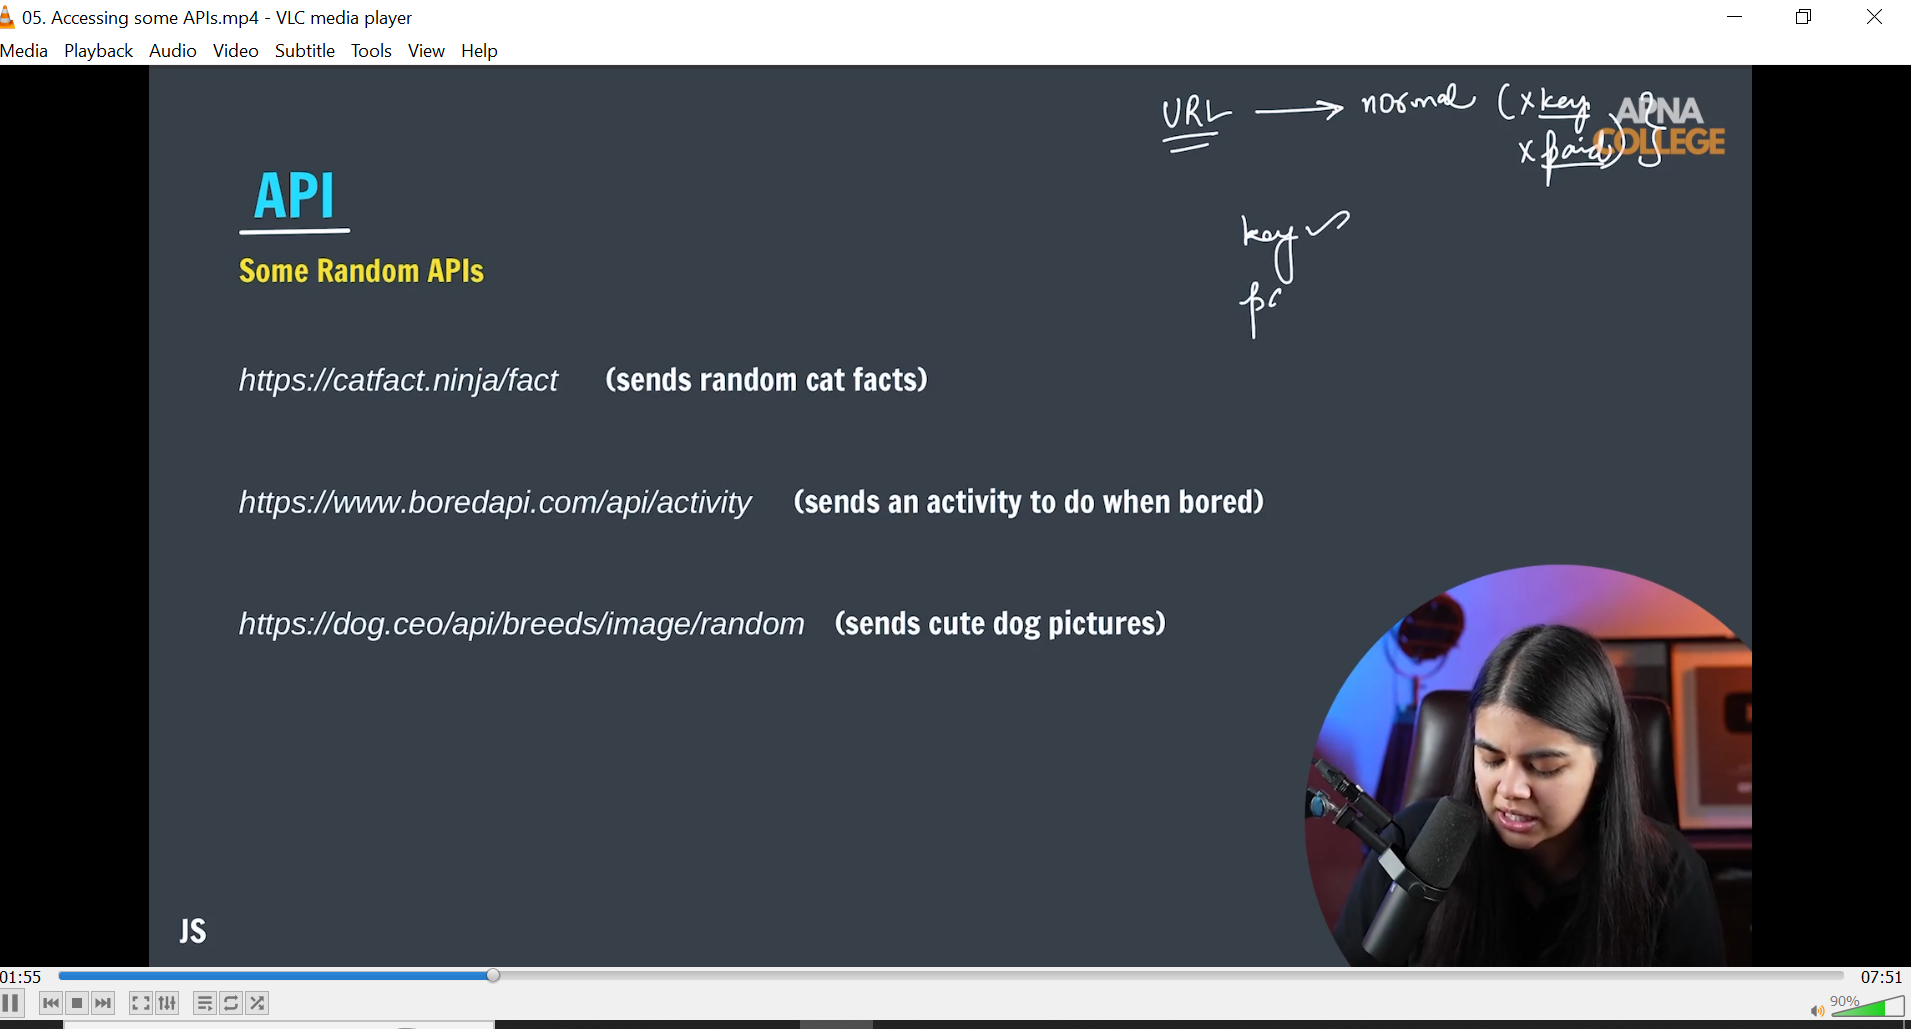 05. Accessing some APIs.mp4 - VLC media player
Media Playback Audio Video Subtitle Tools View Help
URL → normal (x key
x paid) }
APNA
COLLEGE
API
key
pa
Some Random APIs
https://catfact.ninja/fact (sends random cat facts)
https://www.boredapi.com/api/activity (sends an activity to do when bored)
https://dog.ceo/api/breeds/image/random (sends cute dog pictures)
JS
01:55 07:51
90%